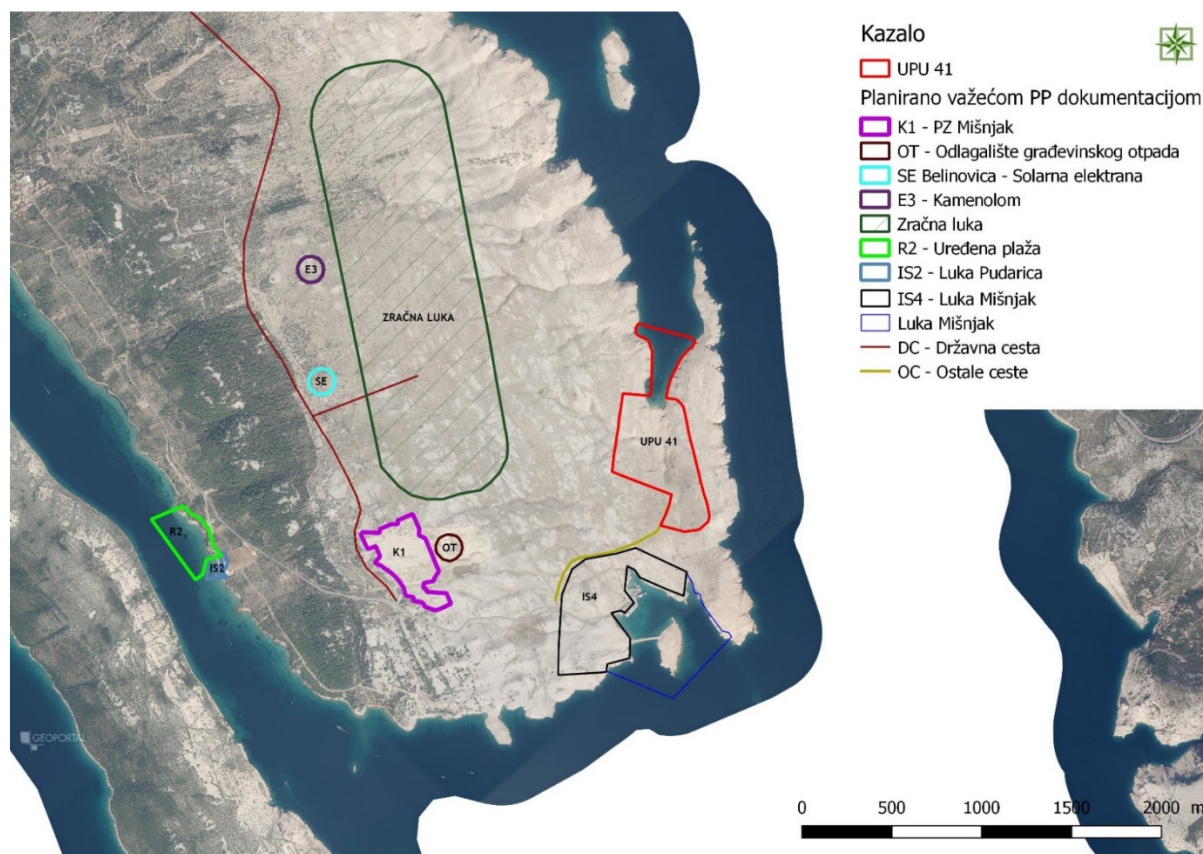 Kazalo
UPU 41
Planirano važećom PP dokumentacijom
K1 - PZ Mišnjak
OT - Odlagalište građevinskog otpada
SE Belinovica - Solarna elektrana
E3 - Kamenolom
Zračna luka
R2 - Uređena plaža
IS2 - Luka Pudarica
IS4 - Luka Mišnjak
Luka Mišnjak
DC - Državna cesta
OC - Ostale ceste
GEOPORTAL
E3
ZRAČNA LUKA
SE
UPU 41
R2₁
IS2
K1
OT
IS4
GEOPORTAL
0 500 1000 1500 2000 m